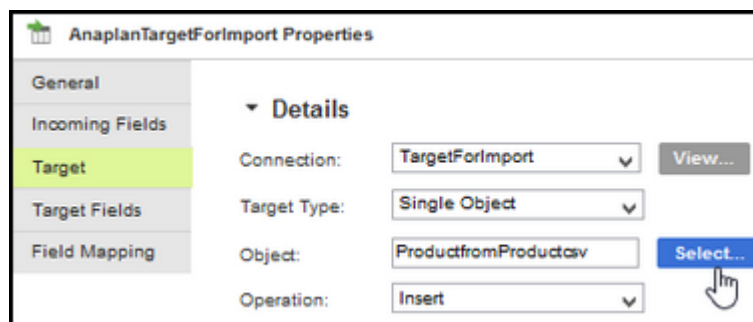 AnaplanTargetForImport Properties
General
Incoming Fields
Target
Target Fields
Field Mapping
Details
Connection: TargetForImport View...
Target Type: Single Object
Object: ProductfromProductcsv Select...
Operation: Insert